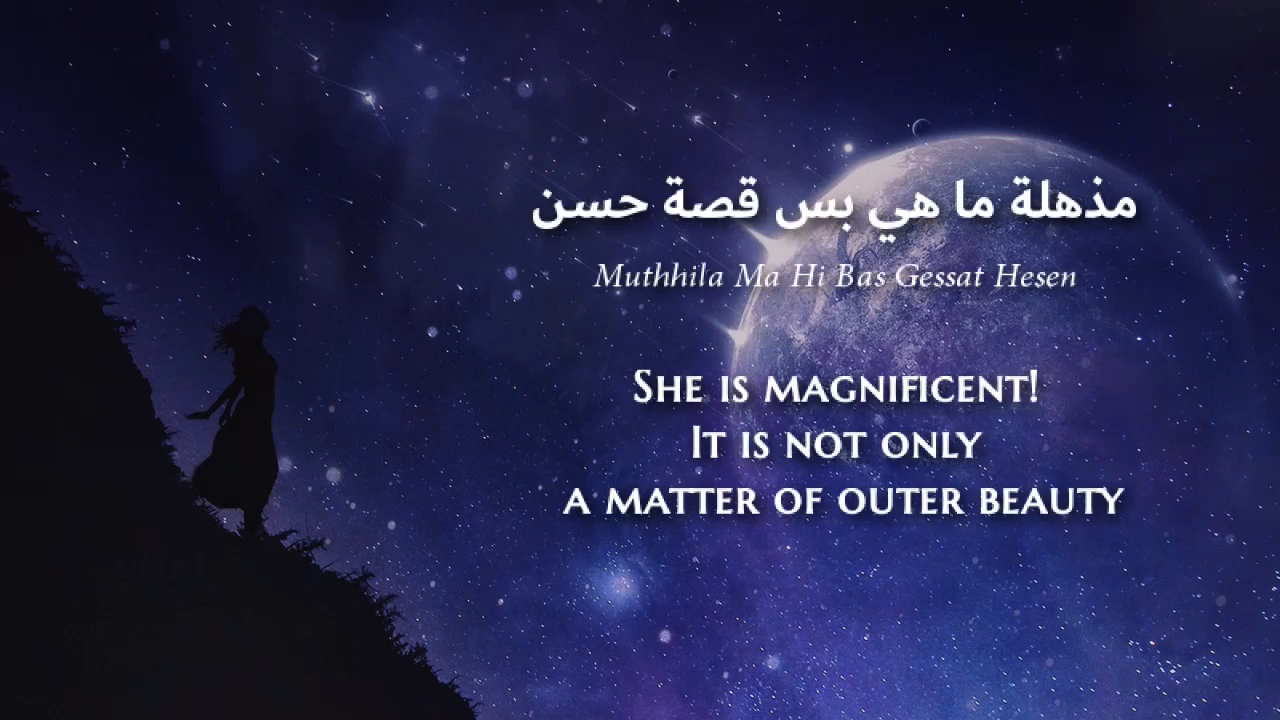 مذهلة ما هي بس قصة حسن
Muthhila Ma Hi Bas Gessat Hesen
She is magnificent!
It is not only
a matter of outer beauty